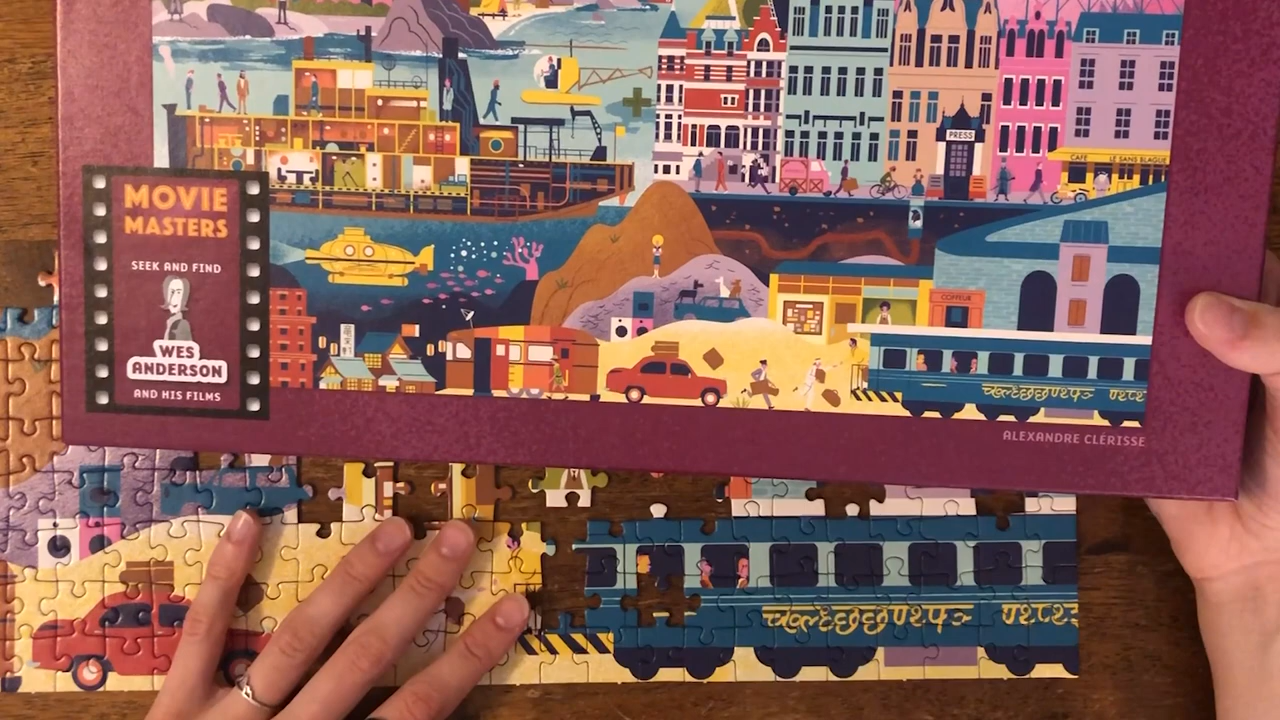 PRESS
CAFE LE SANS BLAGUE
MOVIE
MASTERS
SEEK AND FIND
WES
ANDERSON
AND HIS FILMS
COIFFEUR
ALEXANDRE CLÉRISSE